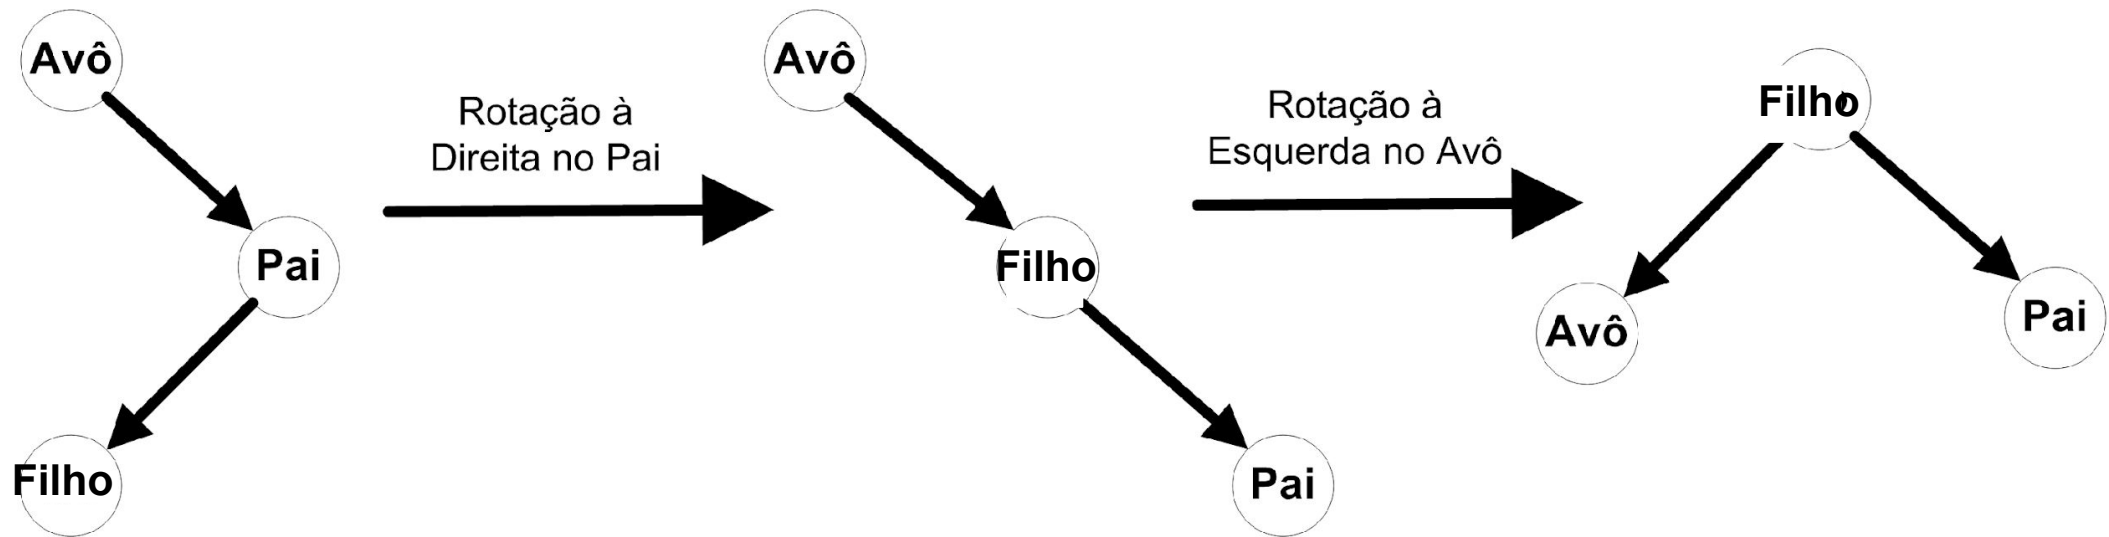 Avô
Pai
Filho
Rotação à
Direita no Pai
Avô
Filho
Pai
Rotação à
Esquerda no Avô
Filho
Avô
Pai